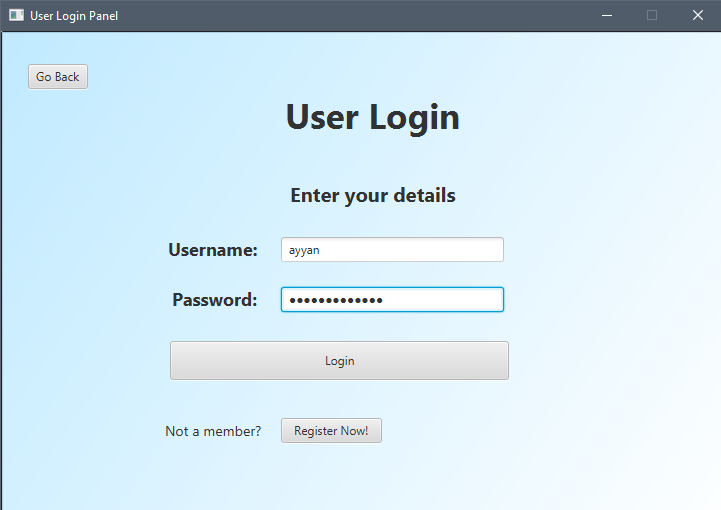 User Login Panel
Go Back
User Login
Enter your details
Username: ayyan
Password: •••••••••••••
Login
Not a member? Register Now!